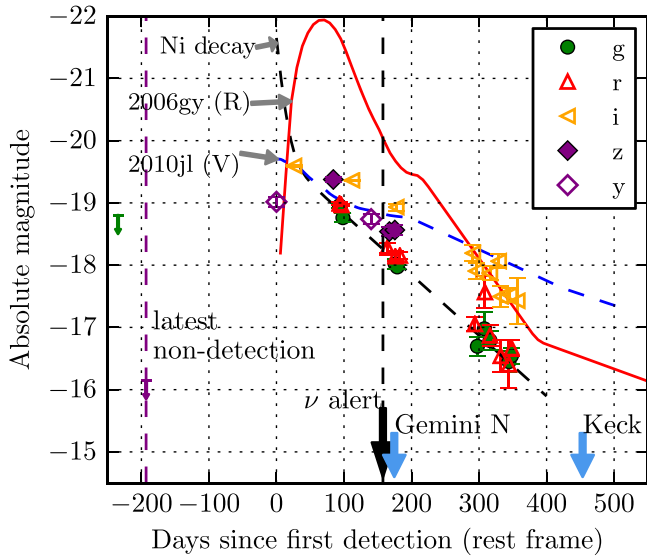 Absolute magnitude
−22
−21
−20
−19
−18
−17
−16
−15
Ni decay
2006gy (R)
2010jl (V)
latest
non-detection
ν alert
Gemini N
Keck
g
r
i
z
y
−200 −100 0 100 200 300 400 500
Days since first detection (rest frame)